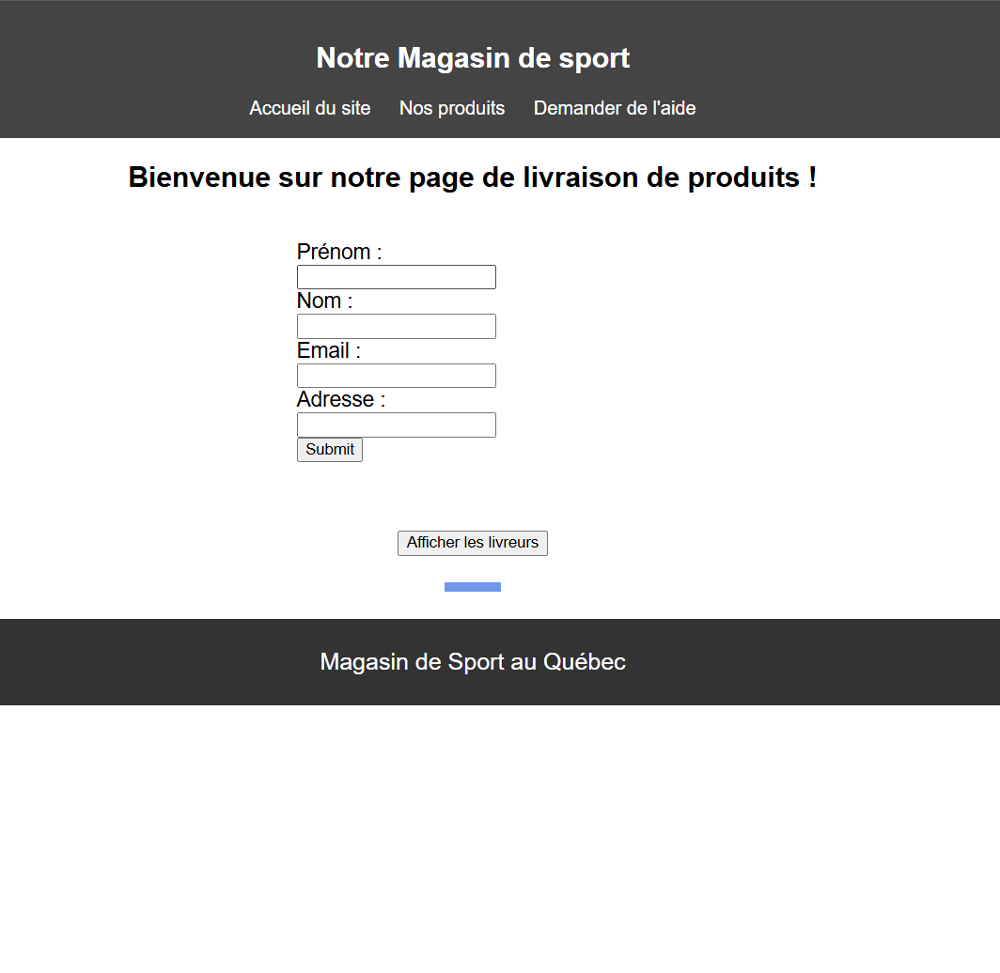 Notre Magasin de sport
Accueil du site Nos produits Demander de l'aide
Bienvenue sur notre page de livraison de produits !
Prénom :
Nom :
Email :
Adresse :
Submit
Afficher les livreurs
Magasin de Sport au Québec